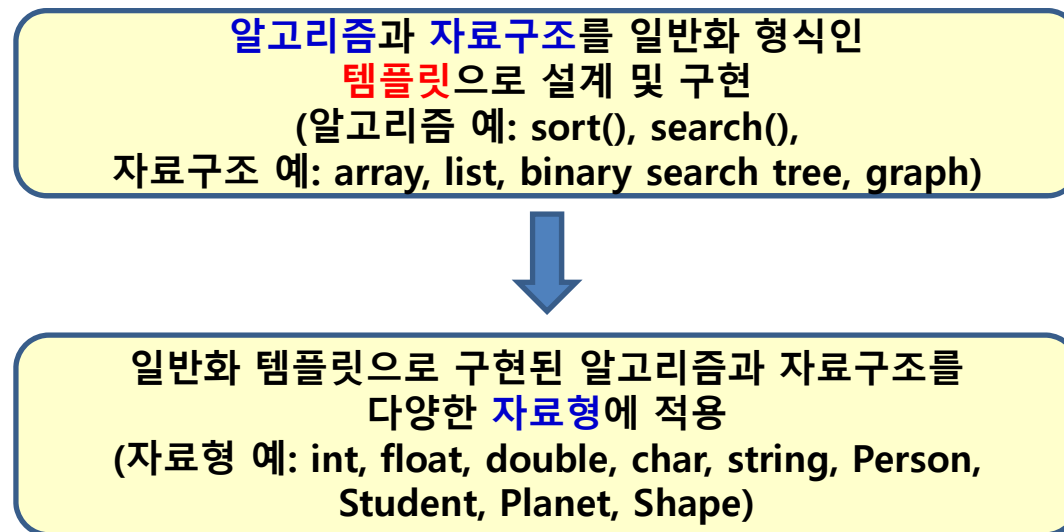 알고리즘과 자료구조를 일반화 형식인
템플릿으로 설계 및 구현
(알고리즘 예: sort(), search(),
자료구조 예: array, list, binary search tree, graph)
일반화 템플릿으로 구현된 알고리즘과 자료구조를
다양한 자료형에 적용
(자료형 예: int, float, double, char, string, Person,
Student, Planet, Shape)